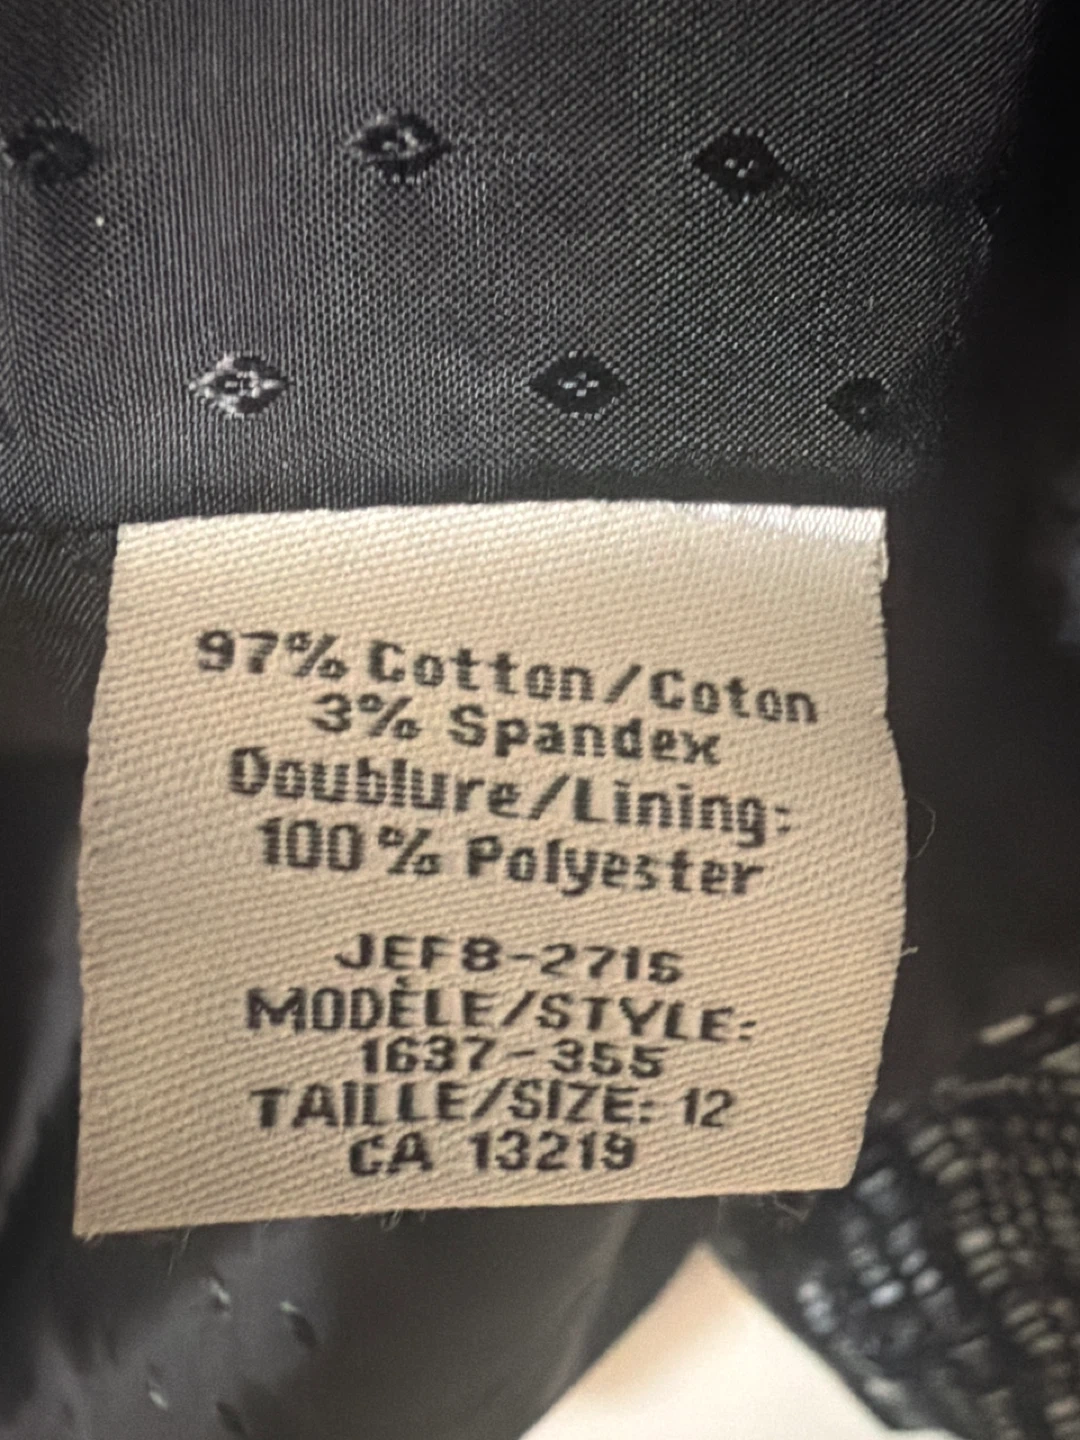 97% Cotton/Coton
3% Spandex
Doublure/Lining:
100% Polyester
JEF8-2715
MODÈLE/STYLE:
1637-355
TAILLE/SIZE: 12
CA 13219